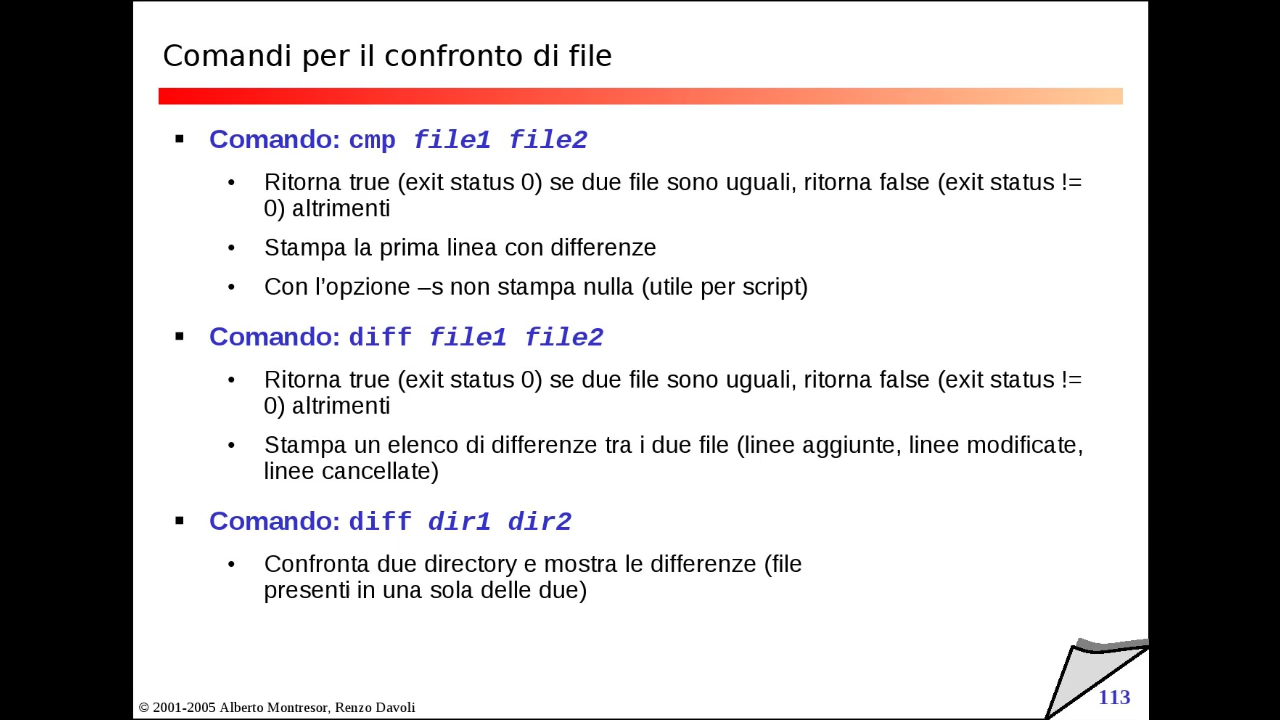 Comandi per il confronto di file
▪ Comando: cmp file1 file2
• Ritorna true (exit status 0) se due file sono uguali, ritorna false (exit status !=
0) altrimenti
• Stampa la prima linea con differenze
• Con l’opzione –s non stampa nulla (utile per script)
▪ Comando: diff file1 file2
• Ritorna true (exit status 0) se due file sono uguali, ritorna false (exit status !=
0) altrimenti
• Stampa un elenco di differenze tra i due file (linee aggiunte, linee modificate,
linee cancellate)
▪ Comando: diff dir1 dir2
• Confronta due directory e mostra le differenze (file
presenti in una sola delle due)
© 2001-2005 Alberto Montresor, Renzo Davoli
113